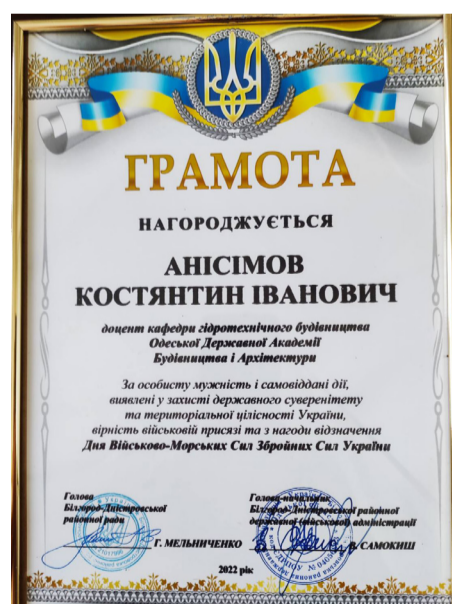 ГРАМОТА
НАГОРОДЖУЄТЬСЯ
АНІСІМОВ
КОСТЯНТИН ІВАНОВИЧ
доцент кафедри гідротехнічного будівництва
Одеської Державної Академії
Будівництва і Архітектури
За особисту мужність і самовіддані дії,
виявлені у захисті державного суверенітету
та територіальної цілісності України,
вірність військовій присязі та з нагоди відзначення
Дня Військово-Морських Сил Збройних Сил України
Голова
Білгород-Дністровської
районної ради
Г. МЕЛЬНИЧЕНКО
Голова-начальник
Білгород-Дністровської районної
державної (військової) адміністрації
САМОКИШ
2022 рік